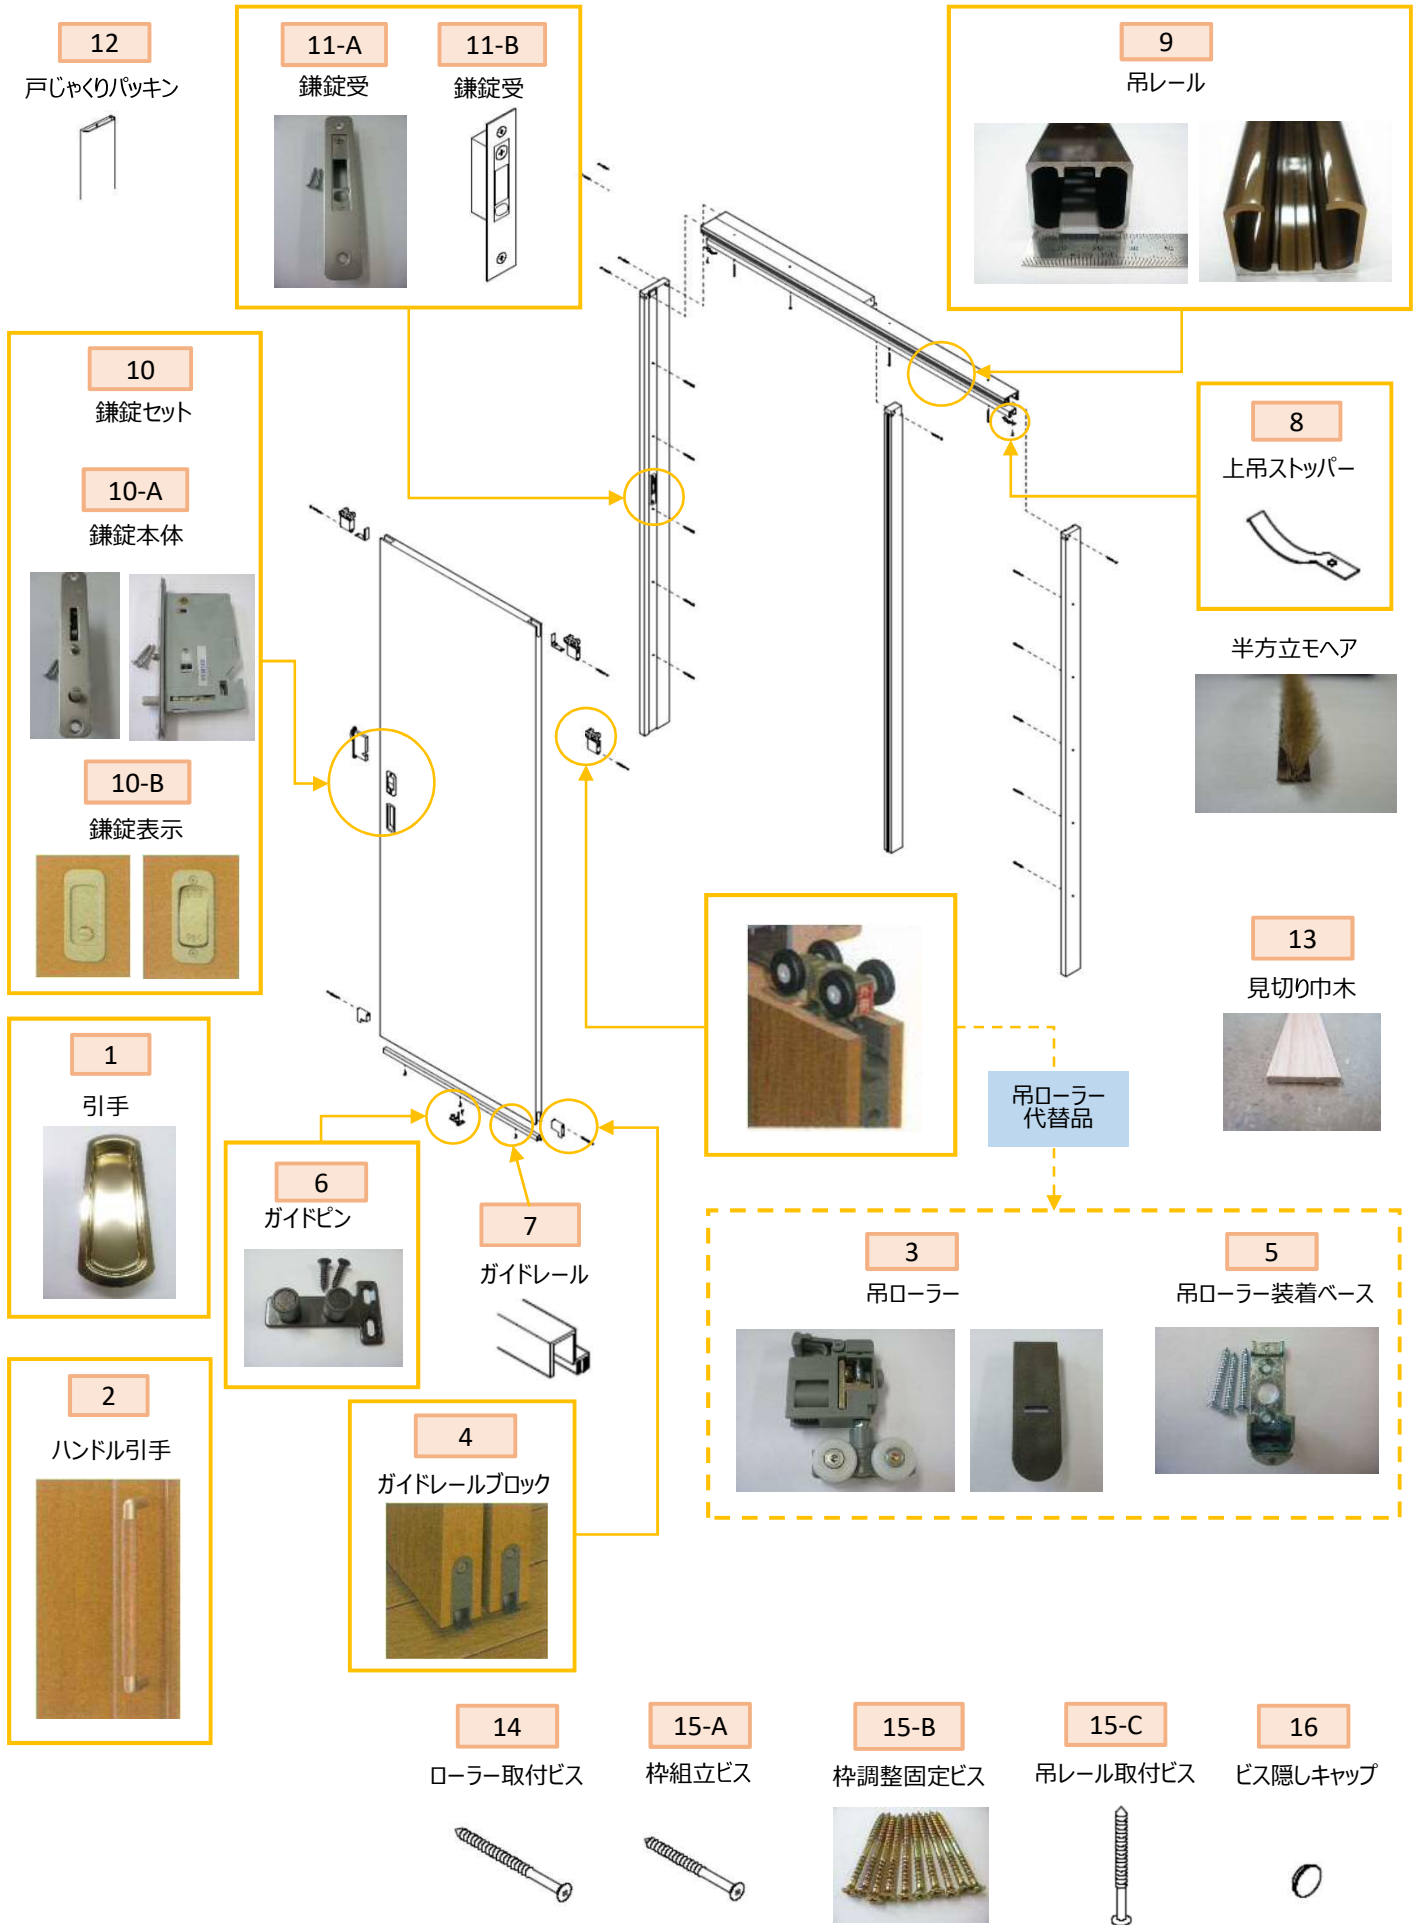 12
戸じゃくりパッキン
11-A
鎌錠受
11-B
鎌錠受
9
吊レール
10
鎌錠セット
10-A
鎌錠本体
10-B
鎌錠表示
8
上吊ストッパー
半方立モヘア
13
見切り巾木
1
引手
2
ハンドル引手
6
ガイドピン
7
ガイドレール
4
ガイドレールブロック
吊ローラー
代替品
3
吊ローラー
5
吊ローラー装着ベース
14
ローラー取付ビス
15-A
枠組立ビス
15-B
枠調整固定ビス
15-C
吊レール取付ビス
16
ビス隠しキャップ